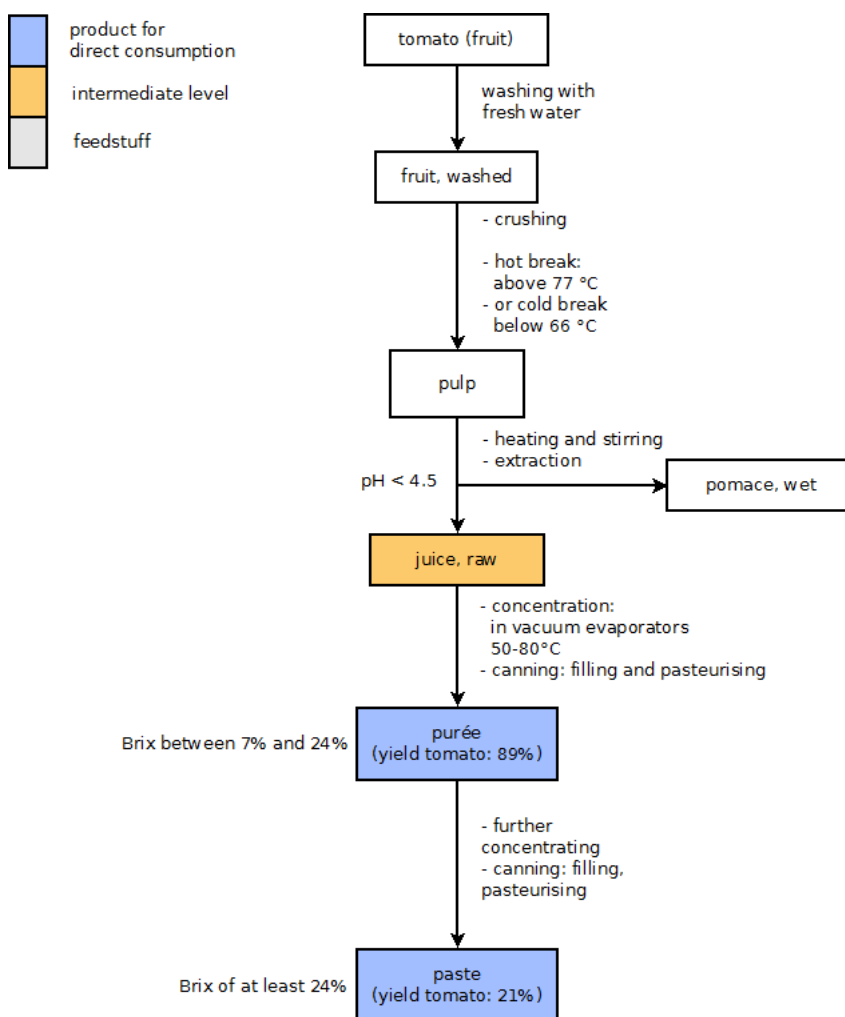 product for
direct consumption
intermediate level
feedstuff
tomato (fruit)
washing with
fresh water
fruit, washed
- crushing
- hot break:
above 77 °C
- or cold break
below 66 °C
pulp
- heating and stirring
- extraction
pH < 4.5
pomace, wet
juice, raw
- concentration:
in vacuum evaporators
50-80°C
- canning: filling and pasteurising
Brix between 7% and 24%
purée
(yield tomato: 89%)
- further
concentrating
- canning: filling,
pasteurising
Brix of at least 24%
paste
(yield tomato: 21%)